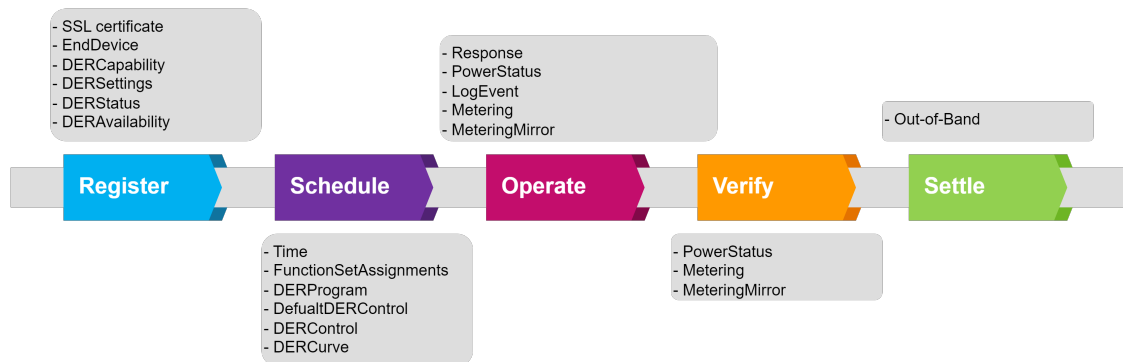 - SSL certificate
- EndDevice
- DERCapability
- DERSettings
- DERStatus
- DERAvailability
- Response
- PowerStatus
- LogEvent
- Metering
- MeteringMirror
- Out-of-Band
Register
Schedule
Operate
Verify
Settle
- Time
- FunctionSetAssignments
- DERProgram
- DefualtDERControl
- DERControl
- DERCurve
- PowerStatus
- Metering
- MeteringMirror